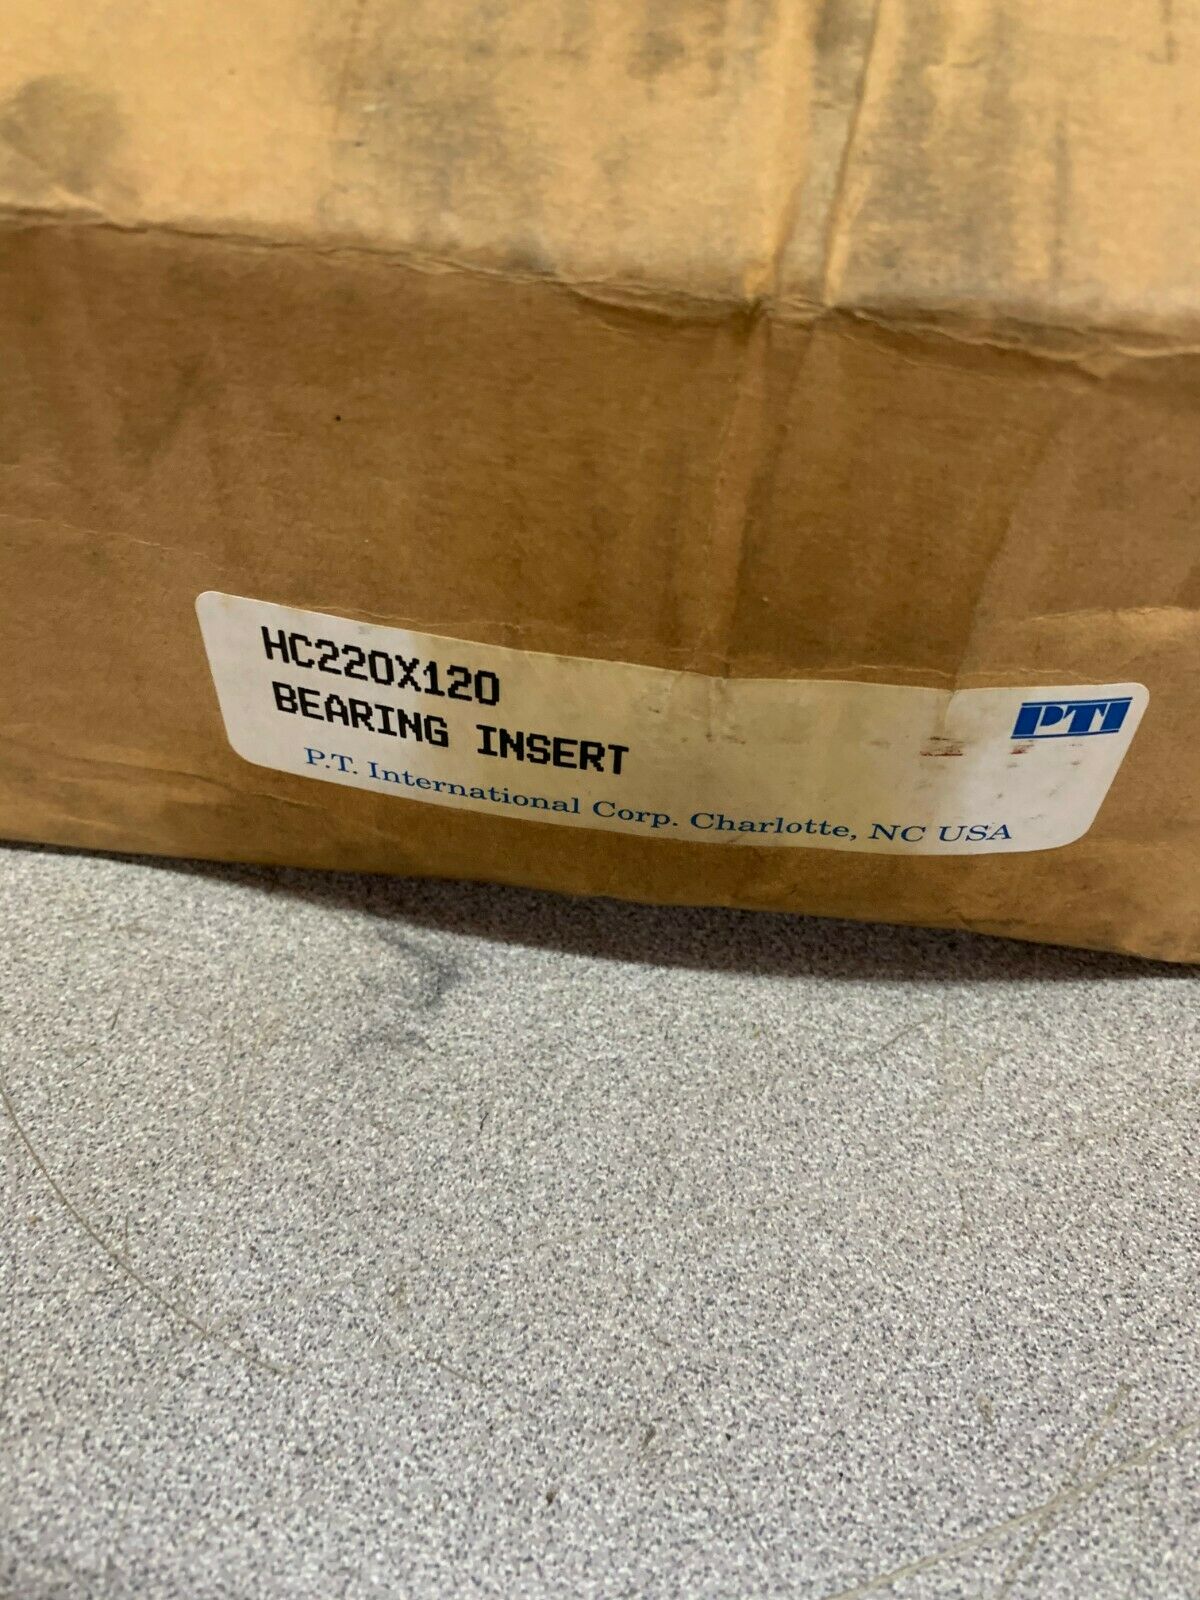 HC220X120
BEARING INSERT
PTI
P.T. International Corp. Charlotte, NC USA